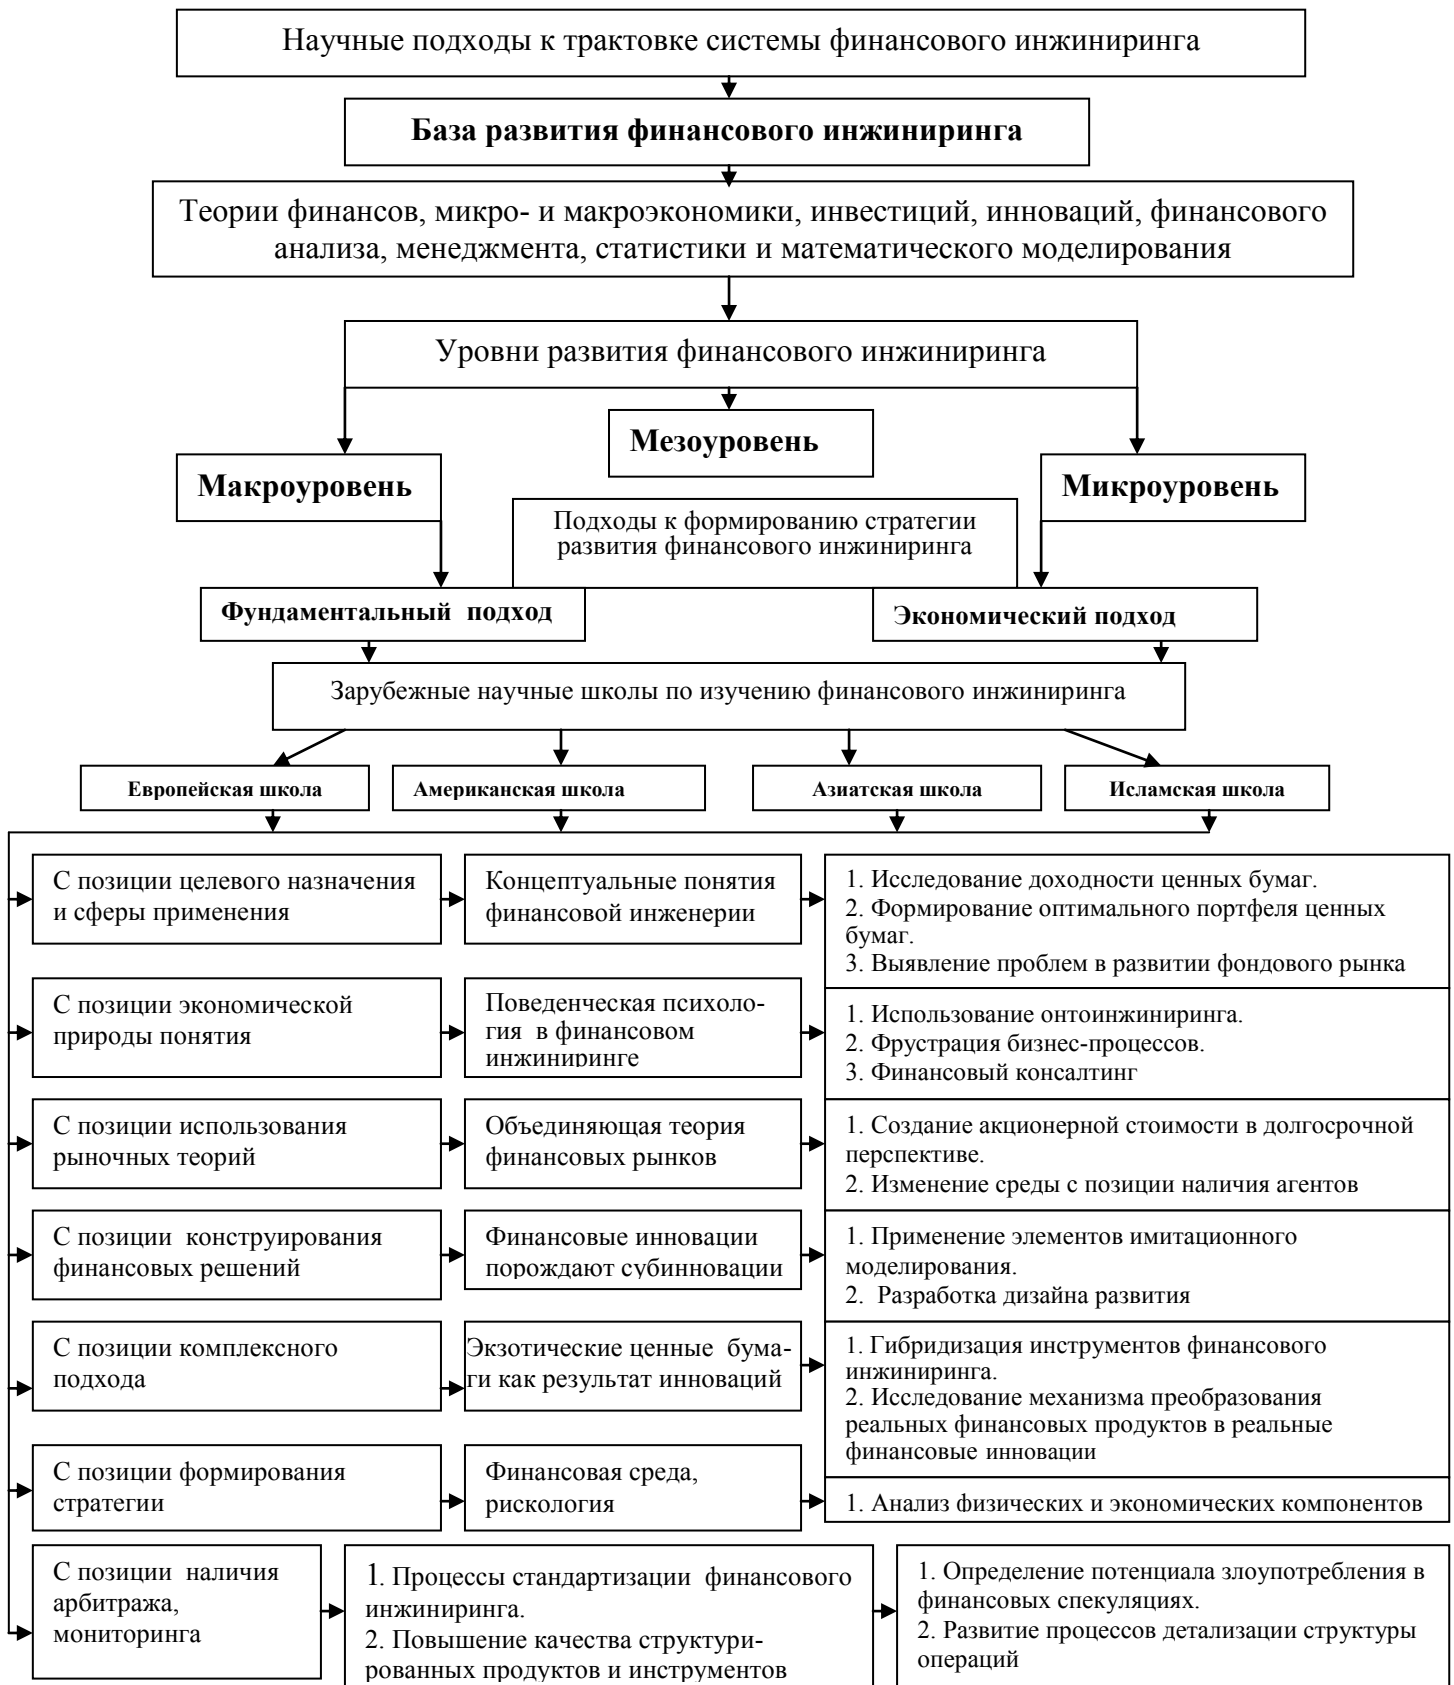 Научные подходы к трактовке системы финансового инжиниринга
База развития финансового инжиниринга
Теории финансов, микро- и макроэкономики, инвестиций, инноваций, финансового
анализа, менеджмента, статистики и математического моделирования
Уровни развития финансового инжиниринга
Мезоуровень
Макроуровень
Микроуровень
Подходы к формированию стратегии
развития финансового инжиниринга
Фундаментальный подход
Экономический подход
Зарубежные научные школы по изучению финансового инжиниринга
Европейская школа
Американская школа
Азиатская школа
Исламская школа
С позиции целевого назначения
и сферы применения
Концептуальные понятия
финансовой инженерии
1. Исследование доходности ценных бумаг.
2. Формирование оптимального портфеля ценных
бумаг.
3. Выявление проблем в развитии фондового рынка
С позиции экономической
природы понятия
Поведенческая психоло-
гия в финансовом
инжиниринге
1. Использование онтоинжиниринга.
2. Фрустрация бизнес-процессов.
3. Финансовый консалтинг
С позиции использования
рыночных теорий
Объединяющая теория
финансовых рынков
1. Создание акционерной стоимости в долгосрочной
перспективе.
2. Изменение среды с позиции наличия агентов
С позиции конструирования
финансовых решений
Финансовые инновации
порождают субинновации
1. Применение элементов имитационного
моделирования.
2. Разработка дизайна развития
С позиции комплексного
подхода
Экзотические ценные бума-
ги как результат инноваций
1. Гибридизация инструментов финансового
инжиниринга.
2. Исследование механизма преобразования
реальных финансовых продуктов в реальные
финансовые инновации
С позиции формирования
стратегии
Финансовая среда,
рискология
1. Анализ физических и экономических компонентов
С позиции наличия
арбитража,
мониторинга
1. Процессы стандартизации финансового
инжиниринга.
2. Повышение качества структури-
рованных продуктов и инструментов
1. Определение потенциала злоупотребления в
финансовых спекуляциях.
2. Развитие процессов детализации структуры
операций